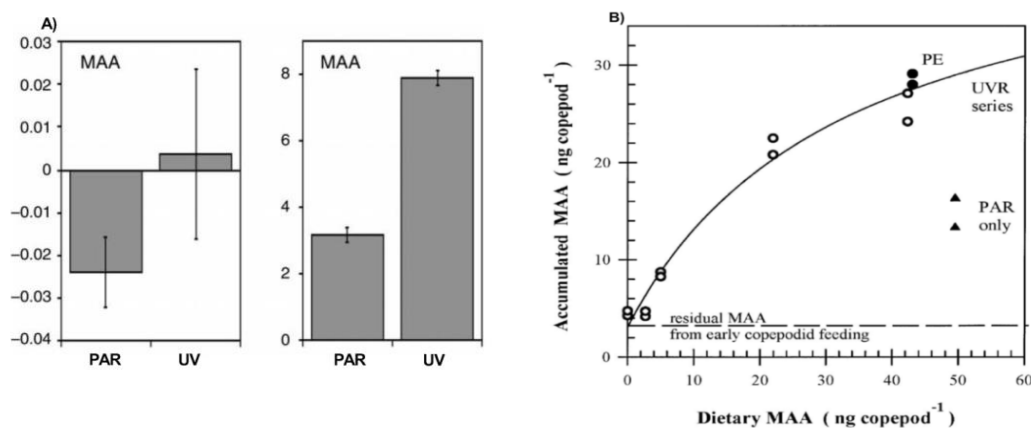 A)
0.03
0.02
0.01
0
–0.01
–0.02
–0.03
–0.04
MAA
PAR UV
8
6
4
2
0
MAA
PAR UV
B)
Accumulated MAA ( ng copepod⁻¹ )
30
20
10
0
PE
UVR
series
PAR
only
residual MAA
from early copepodid feeding
0 10 20 30 40 50 60
Dietary MAA ( ng copepod⁻¹ )